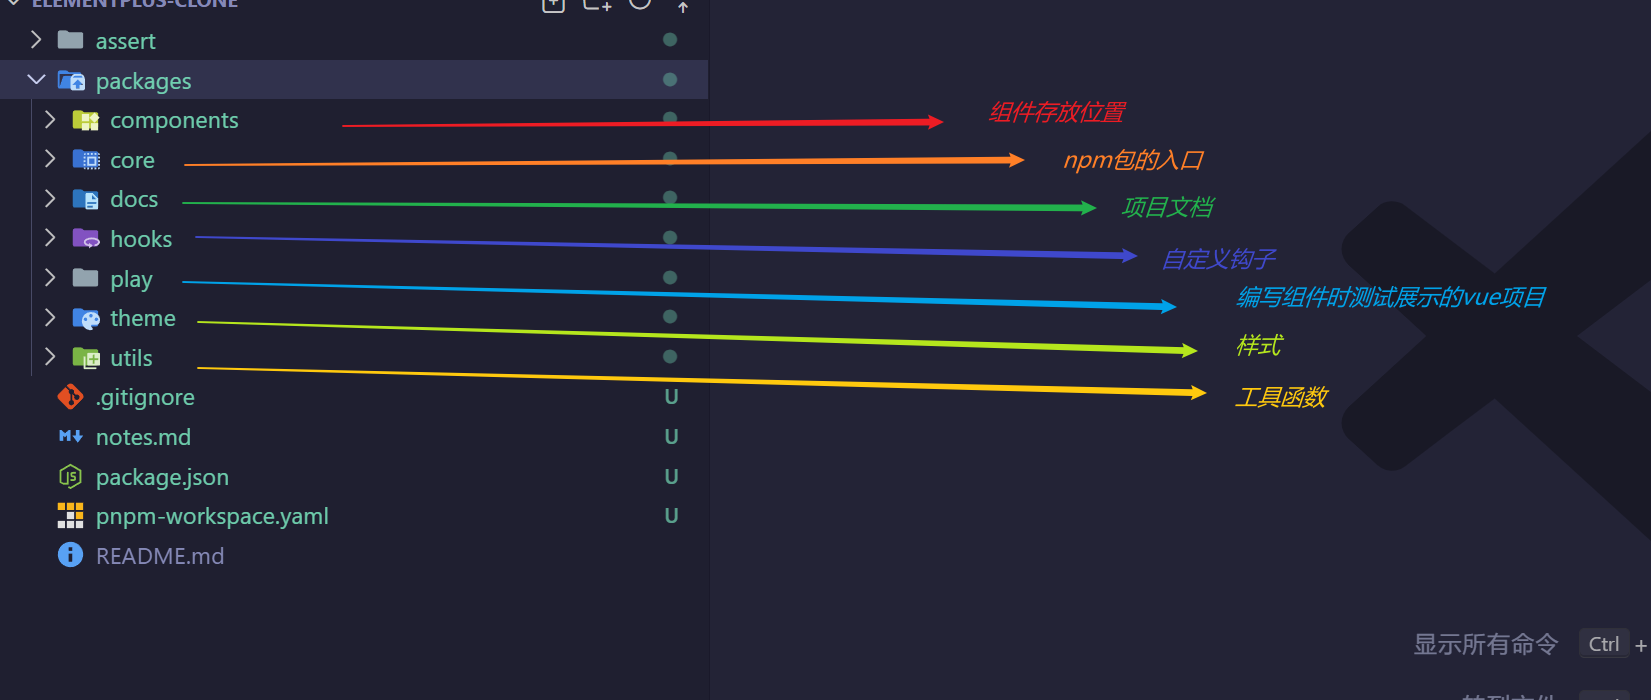 ELEMENTPLUS-CLONE
assert
packages
components
组件存放位置
core
npm包的入口
docs
项目文档
hooks
自定义钩子
play
编写组件时测试展示的vue项目
theme
样式
utils
工具函数
.gitignore U
notes.md U
package.json U
pnpm-workspace.yaml U
README.md
显示所有命令 Ctrl +